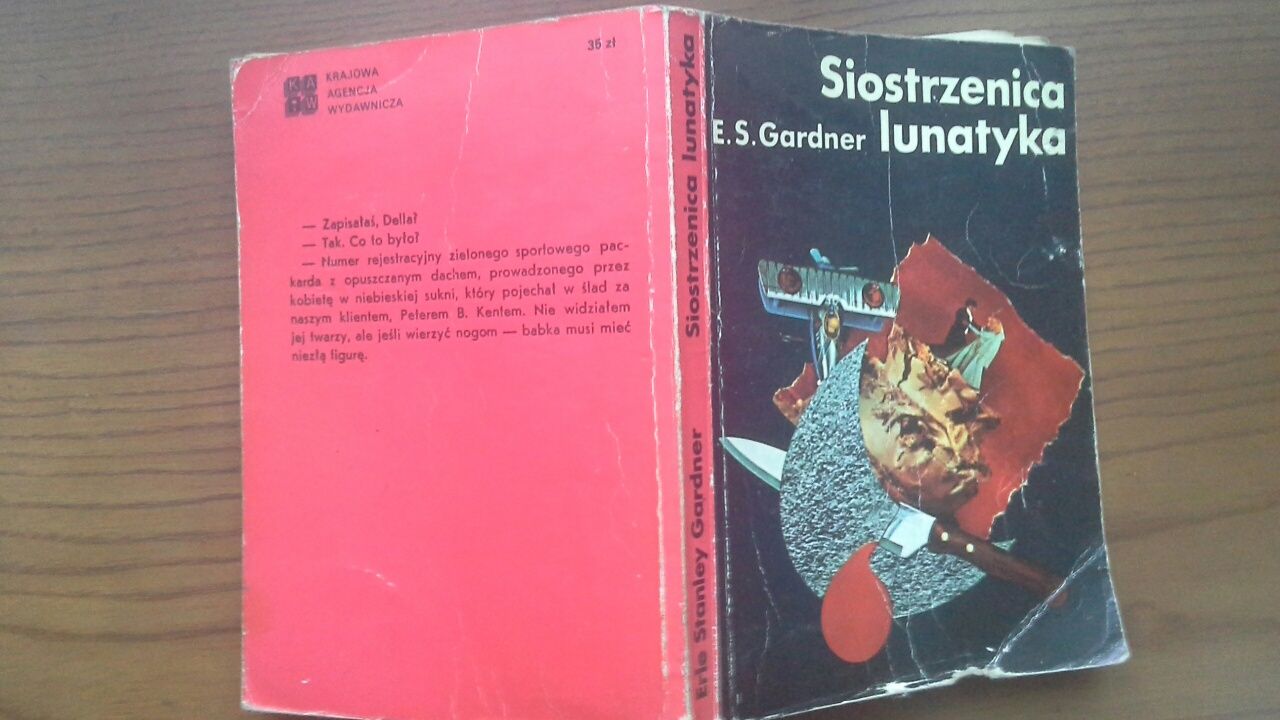 35 zł
KAW
KRAJOWA
AGENCJA
WYDAWNICZA
— Zapisałaś, Della?
— Tak. Co to było?
— Numer rejestracyjny zielonego sportowego pac-
karda z opuszczanym dachem, prowadzonego przez
kobietę w niebieskiej sukni, który pojechał w ślad za
naszym klientem, Peterem B. Kentem. Nie widziałem
jej twarzy, ale jeśli wierzyć nogom — babka musi mieć
niezłą figurę.
Erle Stanley Gardner Siostrzenica lunatyka
Siostrzenica
E. S. Gardner lunatyka